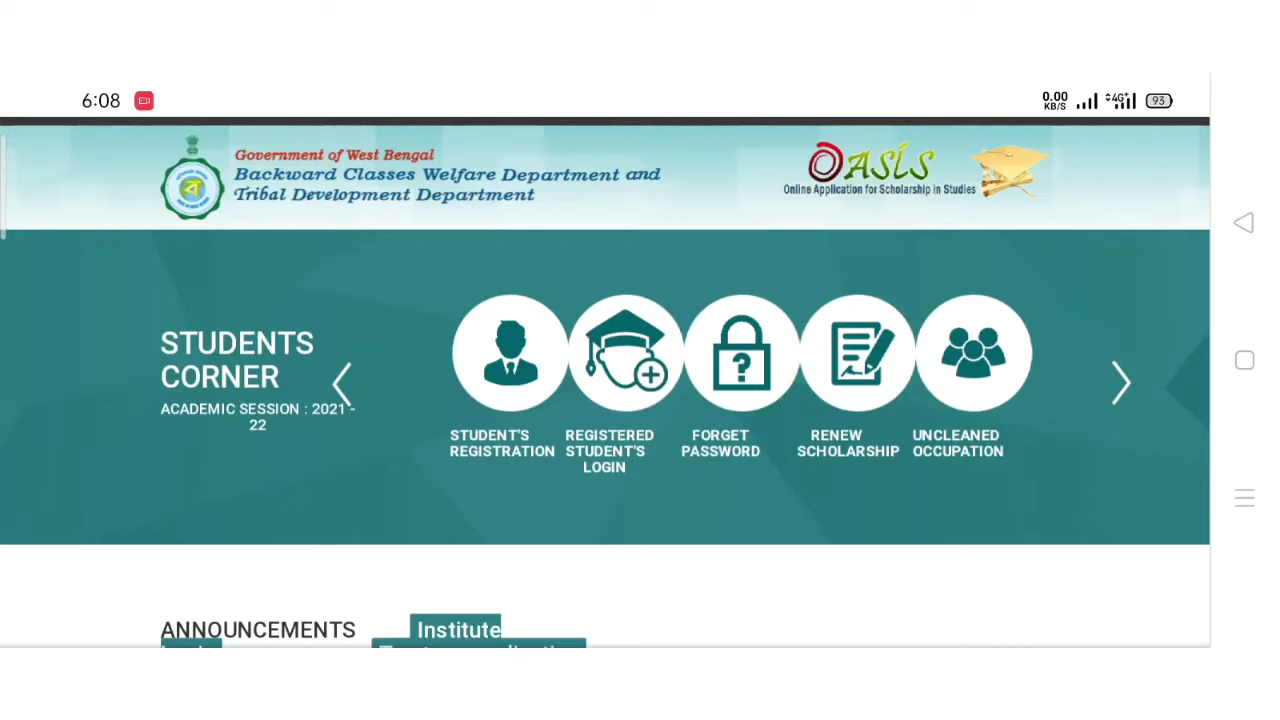 6:08
0.00
KB/S
4G+
93
Government of West Bengal
Backward Classes Welfare Department and
Tribal Development Department
OASIS
Online Application for Scholarship in Studies
STUDENTS
CORNER
ACADEMIC SESSION : 2021 -
22
STUDENT'S
REGISTRATION
REGISTERED
STUDENT'S
LOGIN
FORGET
PASSWORD
RENEW
SCHOLARSHIP
UNCLEANED
OCCUPATION
ANNOUNCEMENTS Institute